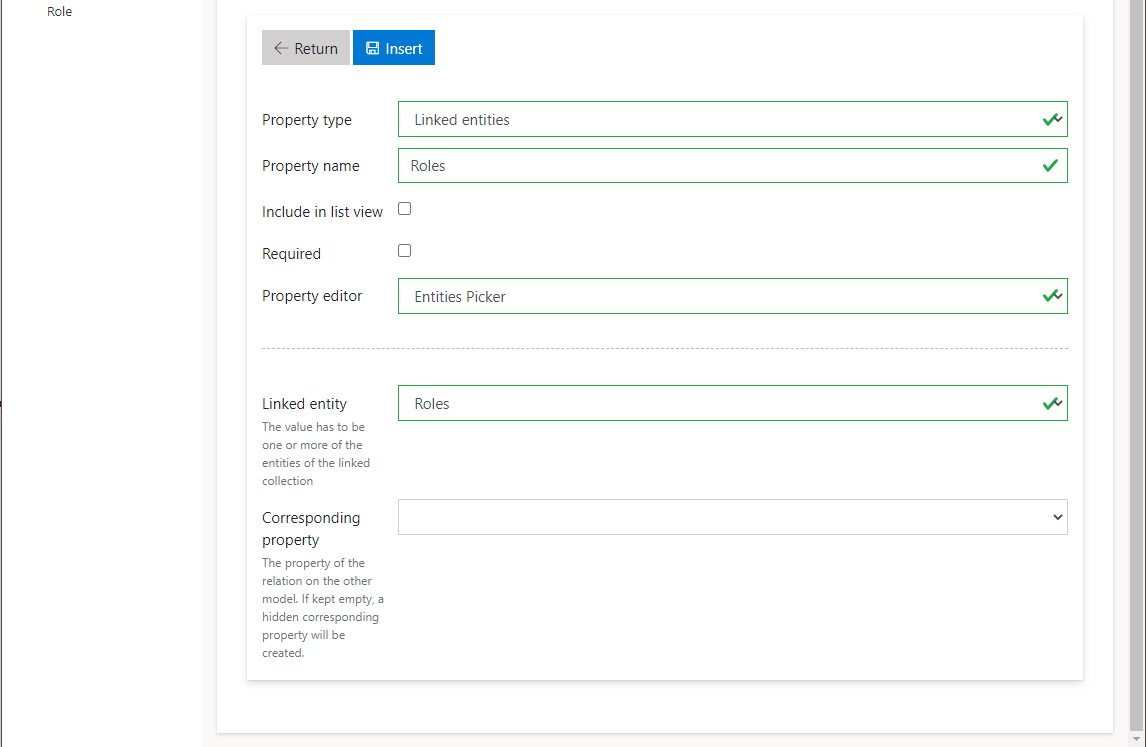 Role
Return Insert
Property type Linked entities
Property name Roles
Include in list view
Required
Property editor Entities Picker
Linked entity Roles
The value has to be
one or more of the
entities of the linked
collection
Corresponding
property
The property of the
relation on the other
model. If kept empty, a
hidden corresponding
property will be
created.